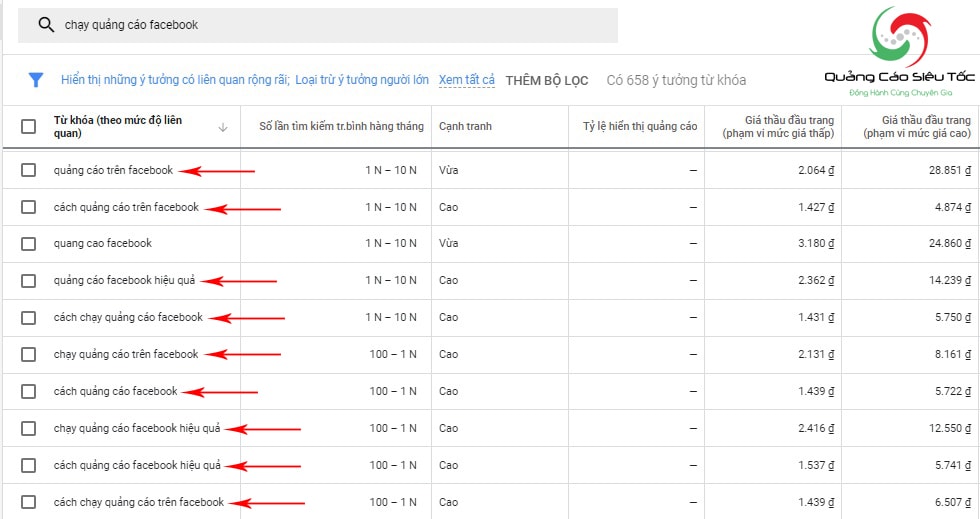 chạy quảng cáo facebook
Quảng Cáo Siêu Tốc
Đồng Hành Cùng Chuyên Gia
Hiển thị những ý tưởng có liên quan rộng rãi; Loại trừ ý tưởng người lớn Xem tất cả THÊM BỘ LỌC Có 658 ý tưởng từ khóa
Từ khóa (theo mức độ liên quan) Số lần tìm kiếm tr.bình hàng tháng Cạnh tranh Tỷ lệ hiển thị quảng cáo Giá thầu đầu trang (phạm vi mức giá thấp) Giá thầu đầu trang (phạm vi mức giá cao)
quảng cáo trên facebook 1 N – 10 N Vừa – 2.064 ₫ 28.851 ₫
cách quảng cáo trên facebook 1 N – 10 N Cao – 1.427 ₫ 4.874 ₫
quang cao facebook 1 N – 10 N Vừa – 3.180 ₫ 24.860 ₫
quảng cáo facebook hiệu quả 1 N – 10 N Cao – 2.362 ₫ 14.239 ₫
cách chạy quảng cáo facebook 1 N – 10 N Cao – 1.431 ₫ 5.750 ₫
chạy quảng cáo trên facebook 100 – 1 N Cao – 2.131 ₫ 8.161 ₫
cách quảng cáo facebook 100 – 1 N Cao – 1.439 ₫ 5.722 ₫
chạy quảng cáo facebook hiệu quả 100 – 1 N Cao – 2.416 ₫ 12.550 ₫
cách quảng cáo facebook hiệu quả 100 – 1 N Cao – 1.537 ₫ 5.741 ₫
cách chạy quảng cáo trên facebook 100 – 1 N Cao – 1.439 ₫ 6.507 ₫